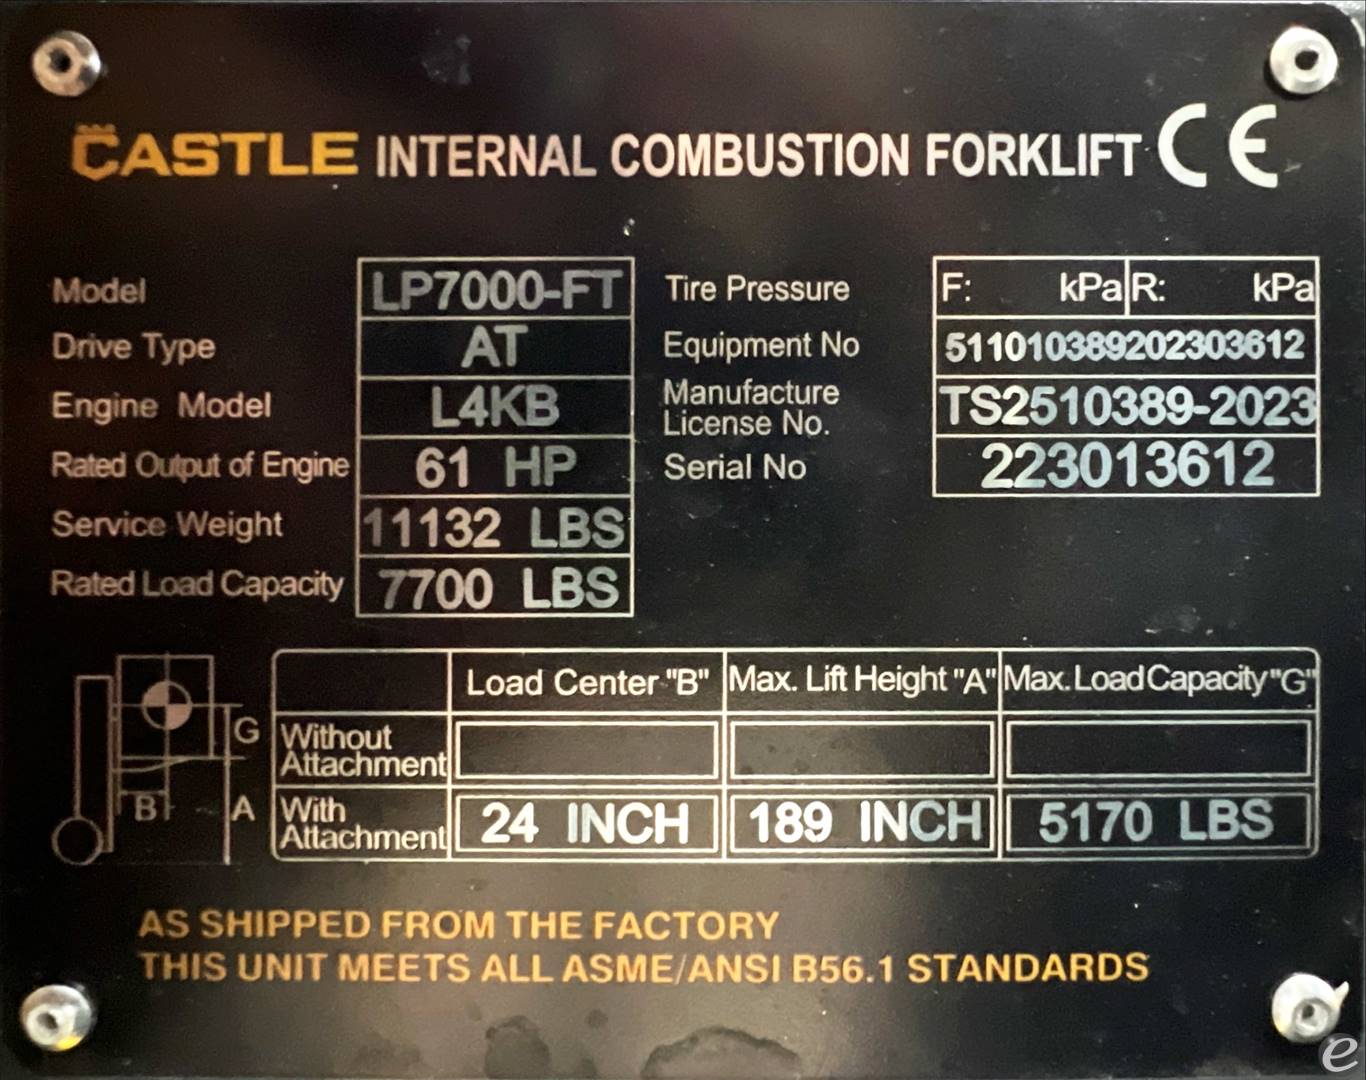 CASTLE INTERNAL COMBUSTION FORKLIFT CE
Model LP7000-FT
Drive Type AT
Engine Model L4KB
Rated Output of Engine 61 HP
Service Weight 11132 LBS
Rated Load Capacity 7700 LBS
Tire Pressure F: kPa R: kPa
Equipment No 511010389202303612
Manufacture
License No. TS2510389-2023
Serial No 223013612
G
B A
Load Center "B" Max. Lift Height "A" Max. Load Capacity "G"
Without
Attachment
With
Attachment 24 INCH 189 INCH 5170 LBS
AS SHIPPED FROM THE FACTORY
THIS UNIT MEETS ALL ASME/ANSI B56.1 STANDARDS
e